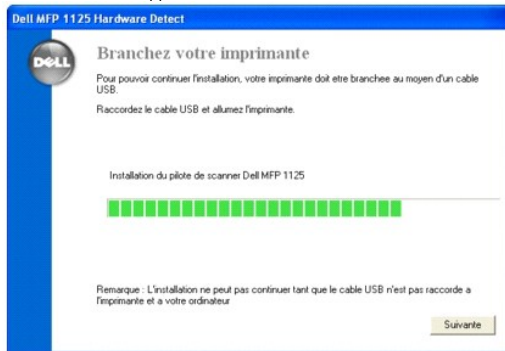 Dell MFP 1125 Hardware Detect
DELL
Branchez votre imprimante
Pour pouvoir continuer l'installation, votre imprimante doit etre branchee au moyen d'un cable
USB.
Raccordez le cable USB et allumez l'imprimante.
Installation du pilote de scanner Dell MFP 1125
Remarque : L'installation ne peut pas continuer tant que le cable USB n'est pas raccorde a
l'imprimante et a votre ordinateur
Suivante